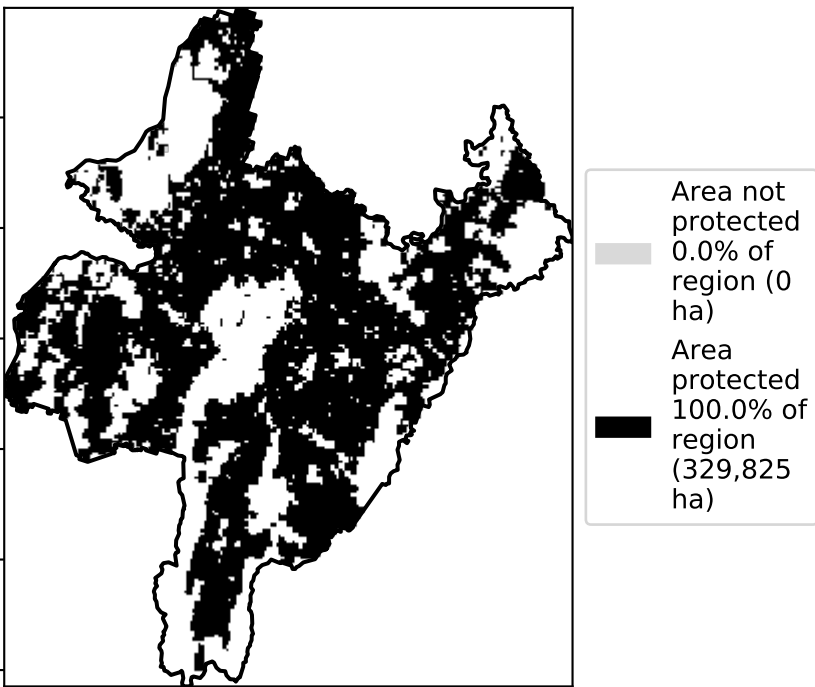 Area not
protected
0.0% of
region (0
ha)
Area
protected
100.0% of
region
(329,825
ha)